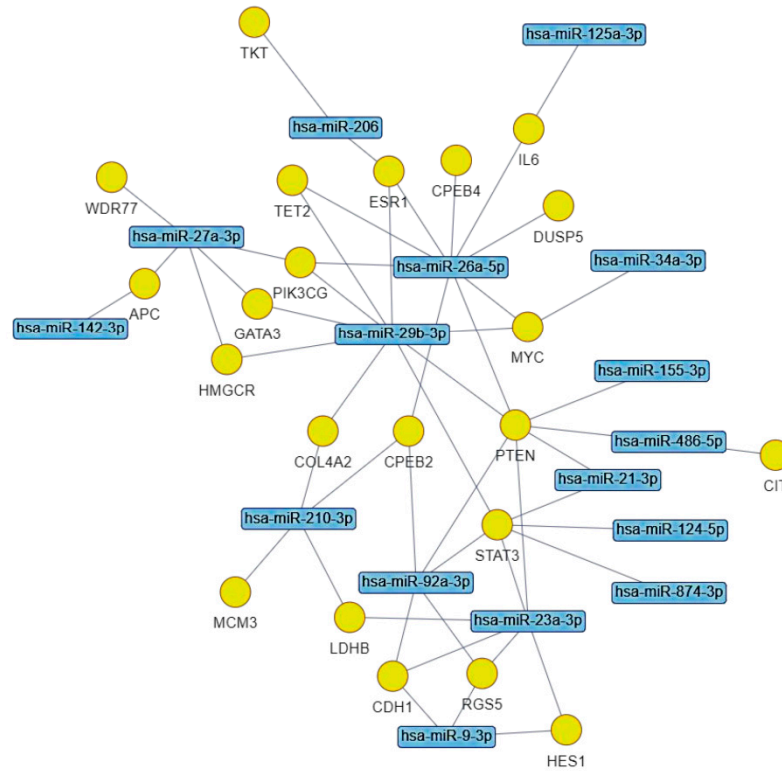 TKT
hsa-miR-125a-3p
hsa-miR-206
IL6
ESR1
CPEB4
WDR77
TET2
DUSP5
hsa-miR-27a-3p
hsa-miR-26a-5p
hsa-miR-34a-3p
PIK3CG
APC
hsa-miR-142-3p
GATA3
hsa-miR-29b-3p
MYC
hsa-miR-155-3p
HMGCR
hsa-miR-486-5p
PTEN
COL4A2
CPEB2
hsa-miR-21-3p
CIT
hsa-miR-210-3p
hsa-miR-124-5p
STAT3
hsa-miR-92a-3p
hsa-miR-874-3p
MCM3
hsa-miR-23a-3p
LDHB
CDH1
RGS5
hsa-miR-9-3p
HES1